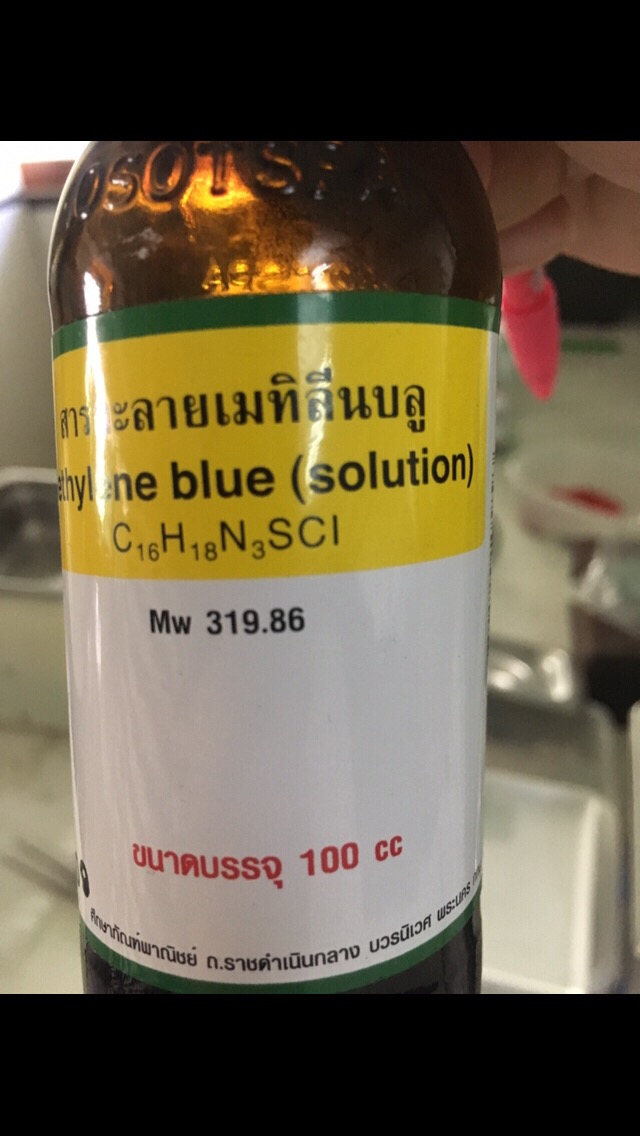 OSOTSPA
สารละลายเมทิลีนบลู
ethylene blue (solution)
C₁₆H₁₈N₃SCl
Mw 319.86
ขนาดบรรจุ 100 cc
ศึกษาภัณฑ์พาณิชย์ ถ.ราชดำเนินกลาง บวรนิเวศ พระนคร